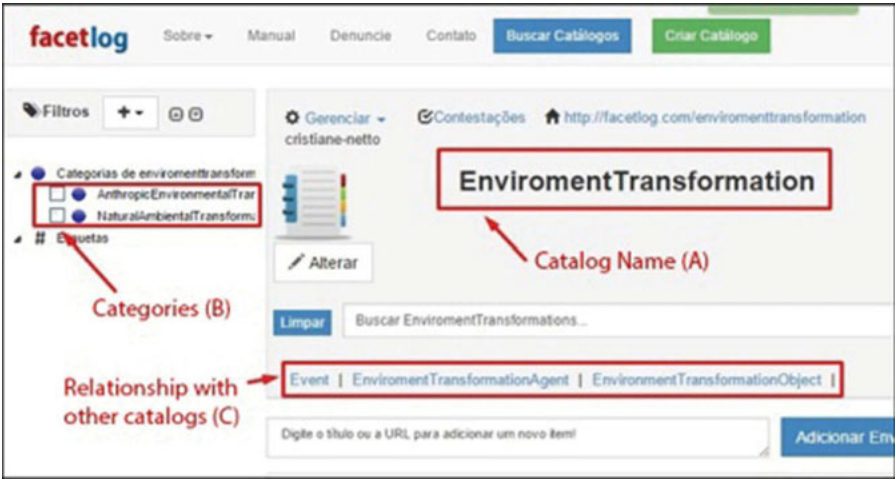 facetlog Sobre Manual Denuncie Contato Buscar Catálogos Criar Catálogo
Filtros + Gerenciar Contestações http://facetlog.com/enviromenttransformation
cristiane-netto
Categorias de enviromenttransform
AnthropicEnvironmentalTrar
NaturalAmbientalTransforma
# Etiquetas
EnviromentTransformation
Alterar
Catalog Name (A)
Categories (B)
Limpar Buscar EnviromentTransformations...
Event | EnviromentTransformationAgent | EnvironmentTransformationObject |
Relationship with
other catalogs (C)
Digite o título ou a URL para adicionar um novo item! Adicionar Env